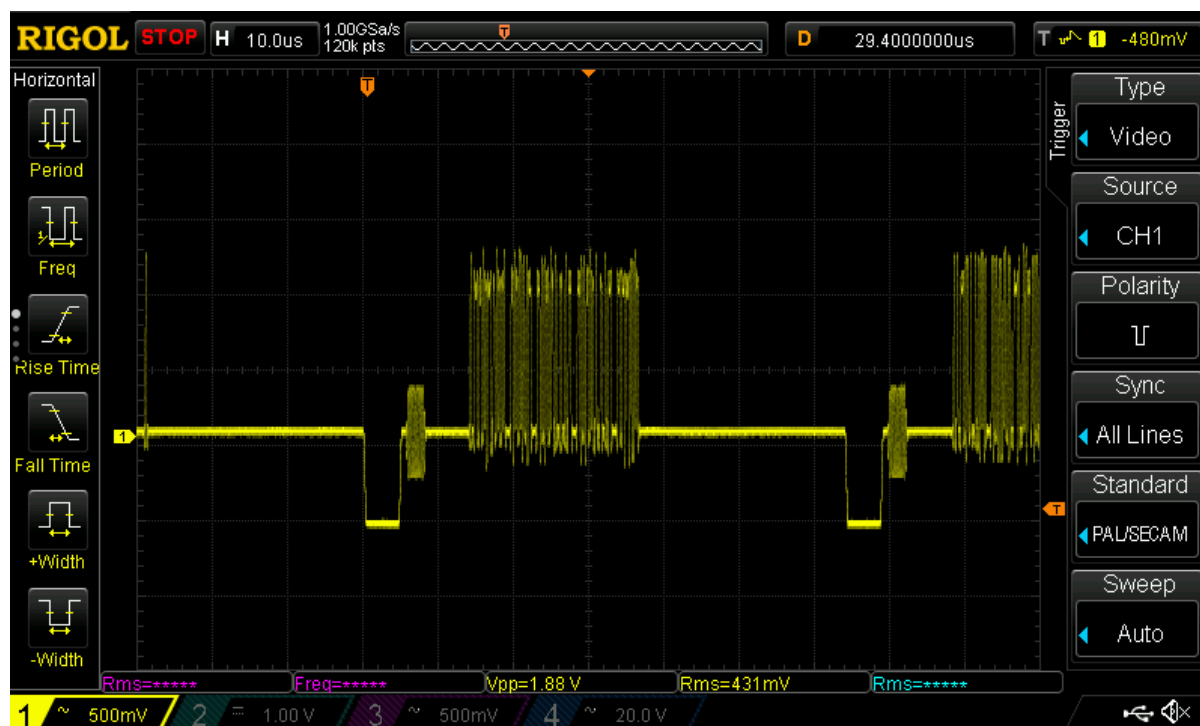 RIGOL STOP H 10.0us 1.00GSa/s 120k pts T D 29.4000000us T 1 -480mV
Horizontal
Period
Freq
Rise Time
Fall Time
+Width
-Width
T
1
T
Trigger
Type
Video
Source
CH1
Polarity
Sync
All Lines
Standard
PAL/SECAM
Sweep
Auto
Rms=***** Freq=***** Vpp=1.88 V Rms=431mV Rms=*****
1 ~ 500mV 2 = 1.00 V 3 ~ 500mV 4 ~ 20.0 V